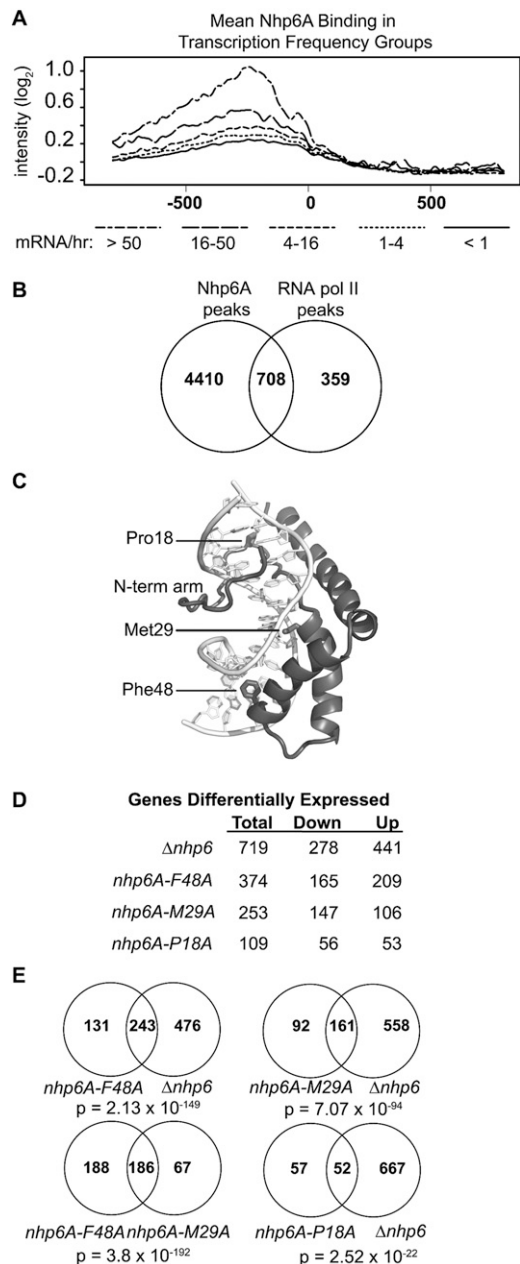 A
Mean Nhp6A Binding in
Transcription Frequency Groups
intensity (log2)
1.0
0.6
0.2
-0.2
-500 0 500
mRNA/hr: > 50 16-50 4-16 1-4 < 1
B
Nhp6A peaks
RNA pol II peaks
4410 708 359
C
Pro18
N-term arm
Met29
Phe48
D
Genes Differentially Expressed
Total Down Up
Δnhp6 719 278 441
nhp6A-F48A 374 165 209
nhp6A-M29A 253 147 106
nhp6A-P18A 109 56 53
E
131 243 476
nhp6A-F48A Δnhp6
p = 2.13 x 10-149
92 161 558
nhp6A-M29A Δnhp6
p = 7.07 x 10-94
188 186 67
nhp6A-F48A nhp6A-M29A
p = 3.8 x 10-192
57 52 667
nhp6A-P18A Δnhp6
p = 2.52 x 10-22